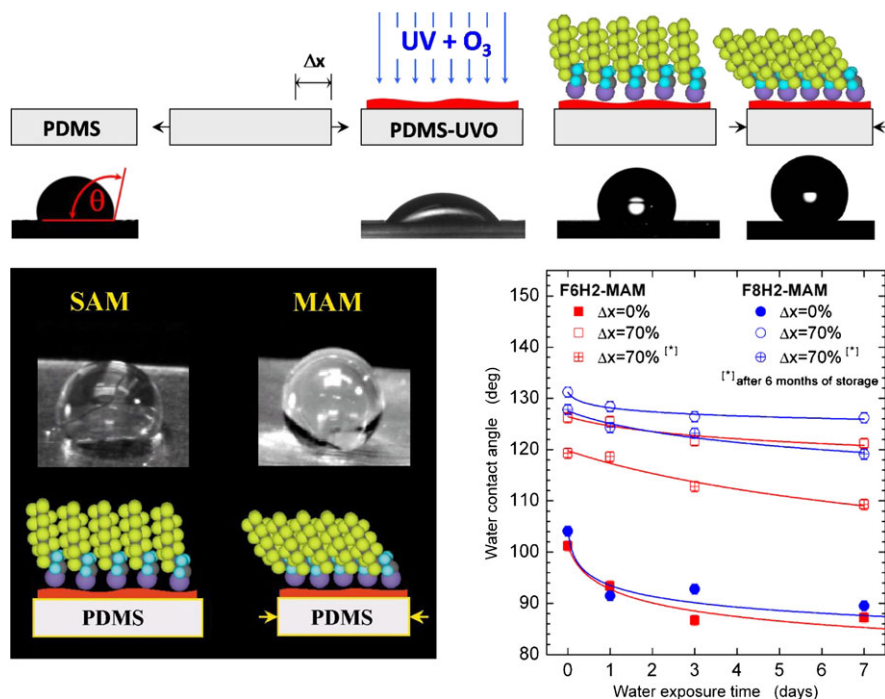 UV + O3
Δx
PDMS
PDMS-UVO
θ
SAM
MAM
PDMS
PDMS
F6H2-MAM
Δx=0%
Δx=70%
Δx=70% [*]
F8H2-MAM
Δx=0%
Δx=70%
Δx=70% [*]
[*] after 6 months of storage
Water contact angle (deg)
150
140
130
120
110
100
90
80
0 1 2 3 4 5 6 7
Water exposure time (days)